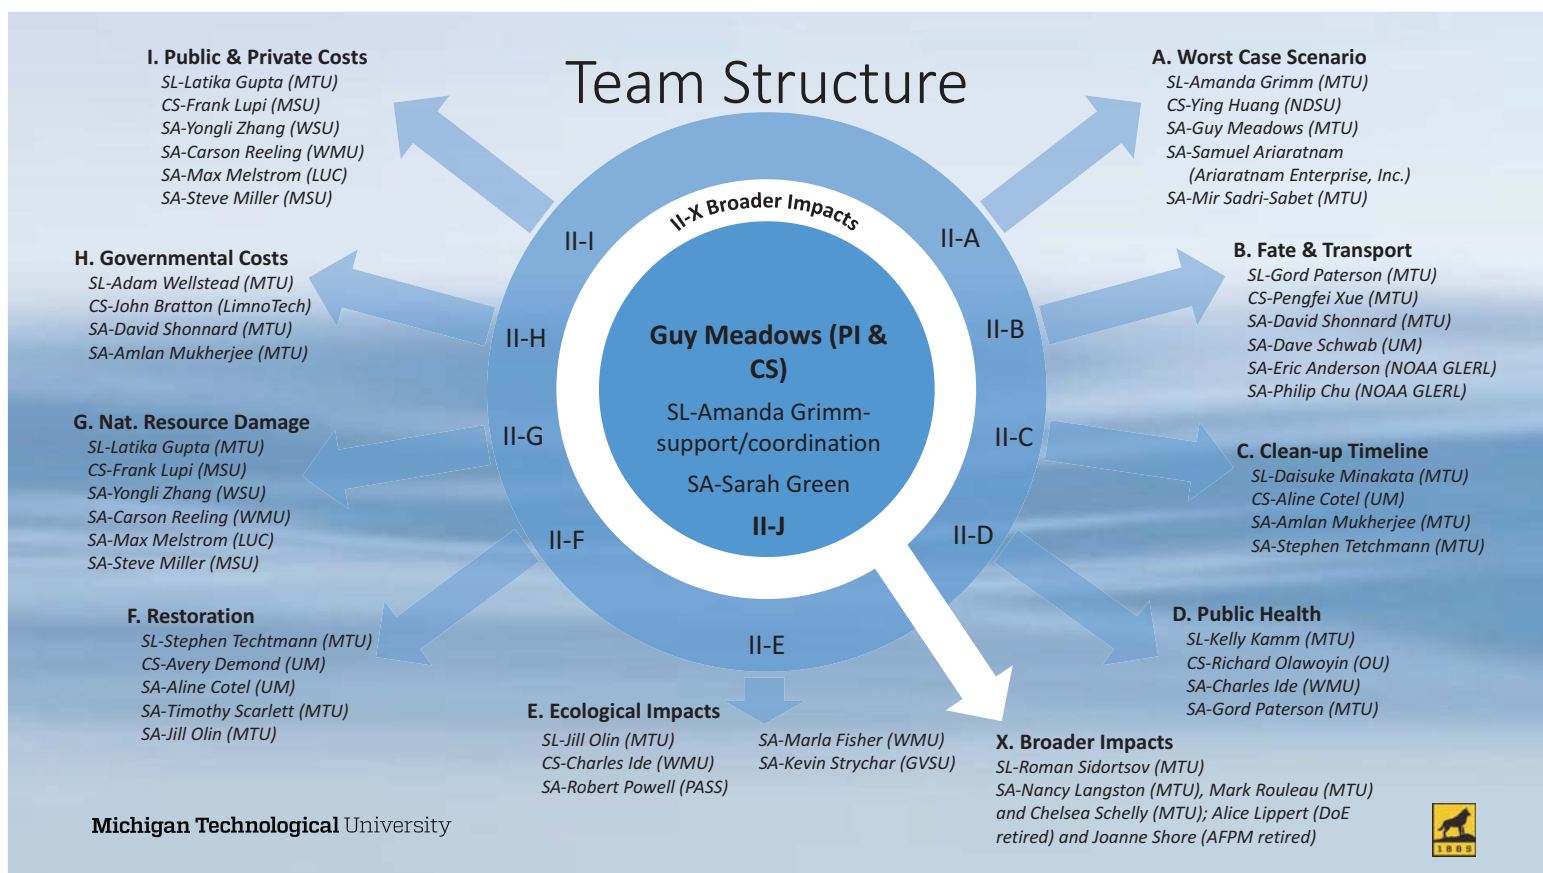 Team Structure
I. Public & Private Costs
SL-Latika Gupta (MTU)
CS-Frank Lupi (MSU)
SA-Yongli Zhang (WSU)
SA-Carson Reeling (WMU)
SA-Max Melstrom (LUC)
SA-Steve Miller (MSU)
H. Governmental Costs
SL-Adam Wellstead (MTU)
CS-John Bratton (LimnoTech)
SA-David Shonnard (MTU)
SA-Amlan Mukherjee (MTU)
G. Nat. Resource Damage
SL-Latika Gupta (MTU)
CS-Frank Lupi (MSU)
SA-Yongli Zhang (WSU)
SA-Carson Reeling (WMU)
SA-Max Melstrom (LUC)
SA-Steve Miller (MSU)
F. Restoration
SL-Stephen Techtmann (MTU)
CS-Avery Demond (UM)
SA-Aline Cotel (UM)
SA-Timothy Scarlett (MTU)
SA-Jill Olin (MTU)
II-X Broader Impacts
II-I
II-A
II-H
II-B
II-G
II-C
II-F
II-D
II-E
Guy Meadows (PI &
CS)
SL-Amanda Grimm-
support/coordination
SA-Sarah Green
II-J
A. Worst Case Scenario
SL-Amanda Grimm (MTU)
CS-Ying Huang (NDSU)
SA-Guy Meadows (MTU)
SA-Samuel Ariaratnam
(Ariaratnam Enterprise, Inc.)
SA-Mir Sadri-Sabet (MTU)
B. Fate & Transport
SL-Gord Paterson (MTU)
CS-Pengfei Xue (MTU)
SA-David Shonnard (MTU)
SA-Dave Schwab (UM)
SA-Eric Anderson (NOAA GLERL)
SA-Philip Chu (NOAA GLERL)
C. Clean-up Timeline
SL-Daisuke Minakata (MTU)
CS-Aline Cotel (UM)
SA-Amlan Mukherjee (MTU)
SA-Stephen Tetchmann (MTU)
D. Public Health
SL-Kelly Kamm (MTU)
CS-Richard Olawoyin (OU)
SA-Charles Ide (WMU)
SA-Gord Paterson (MTU)
E. Ecological Impacts
SL-Jill Olin (MTU)
CS-Charles Ide (WMU)
SA-Robert Powell (PASS)
SA-Marla Fisher (WMU)
SA-Kevin Strychar (GVSU)
X. Broader Impacts
SL-Roman Sidortsov (MTU)
SA-Nancy Langston (MTU), Mark Rouleau (MTU)
and Chelsea Schelly (MTU); Alice Lippert (DoE
retired) and Joanne Shore (AFPM retired)
Michigan Technological University
1885